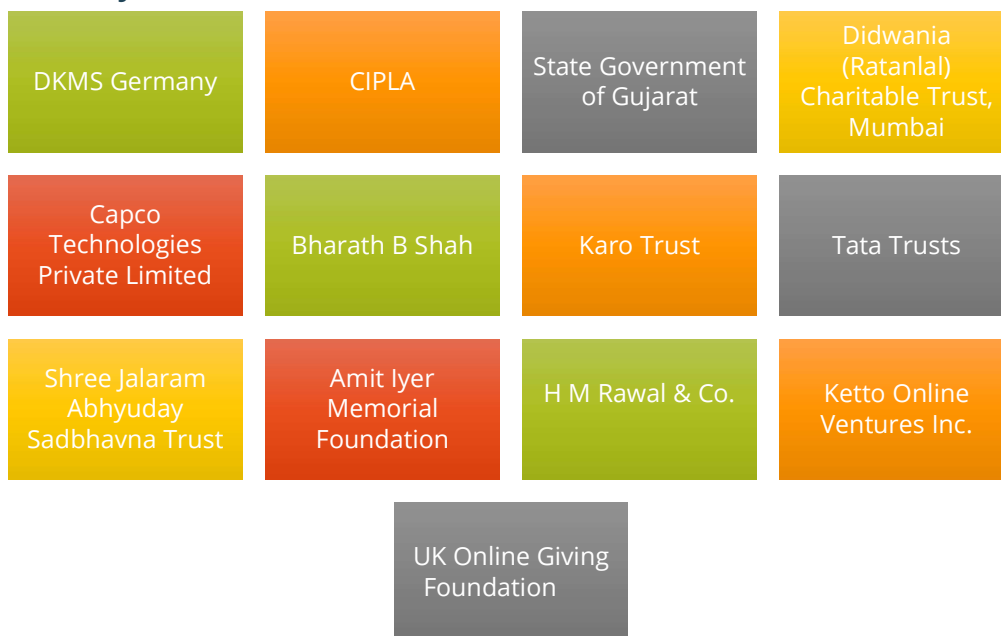 DKMS Germany
CIPLA
State Government
of Gujarat
Didwania
(Ratanlal)
Charitable Trust,
Mumbai
Capco
Technologies
Private Limited
Bharath B Shah
Karo Trust
Tata Trusts
Shree Jalaram
Abhyuday
Sadbhavna Trust
Amit Iyer
Memorial
Foundation
H M Rawal & Co.
Ketto Online
Ventures Inc.
UK Online Giving
Foundation